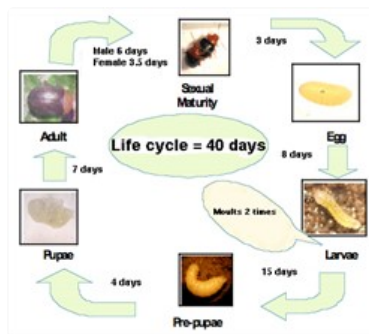 Male 6 days
Female 3.5 days
3 days
Sexual
Maturity
Adult
Egg
Life cycle = 40 days
7 days
8 days
Moults 2 times
Pupae
Larvae
4 days
15 days
Pre-pupae